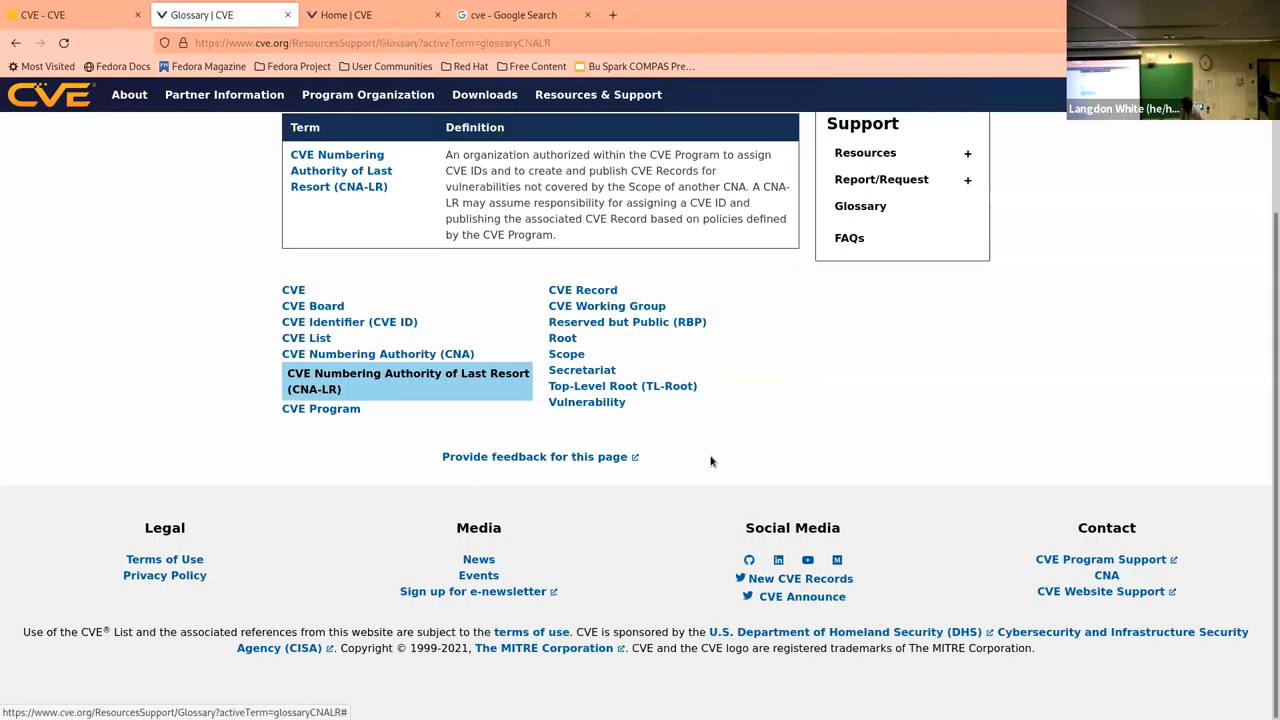 CVE - CVE
Glossary | CVE
Home | CVE
cve - Google Search
https://www.cve.org/ResourcesSupport/Glossary?activeTerm=glossaryCNALR
Most Visited
Fedora Docs
Fedora Magazine
Fedora Project
User Communities
Red Hat
Free Content
Bu Spark COMPAS Pre…
CVE
About
Partner Information
Program Organization
Downloads
Resources & Support
Langdon White (he/h...
Term
Definition
CVE Numbering
Authority of Last
Resort (CNA-LR)
An organization authorized within the CVE Program to assign
CVE IDs and to create and publish CVE Records for
vulnerabilities not covered by the Scope of another CNA. A CNA-
LR may assume responsibility for assigning a CVE ID and
publishing the associated CVE Record based on policies defined
by the CVE Program.
Support
Resources +
Report/Request +
Glossary
FAQs
CVE
CVE Board
CVE Identifier (CVE ID)
CVE List
CVE Numbering Authority (CNA)
CVE Numbering Authority of Last Resort
(CNA-LR)
CVE Program
CVE Record
CVE Working Group
Reserved but Public (RBP)
Root
Scope
Secretariat
Top-Level Root (TL-Root)
Vulnerability
Provide feedback for this page
Legal
Terms of Use
Privacy Policy
Media
News
Events
Sign up for e-newsletter
Social Media
New CVE Records
CVE Announce
Contact
CVE Program Support
CNA
CVE Website Support
Use of the CVE® List and the associated references from this website are subject to the terms of use. CVE is sponsored by the U.S. Department of Homeland Security (DHS) Cybersecurity and Infrastructure Security
Agency (CISA) . Copyright © 1999-2021, The MITRE Corporation . CVE and the CVE logo are registered trademarks of The MITRE Corporation.
https://www.cve.org/ResourcesSupport/Glossary?activeTerm=glossaryCNALR#